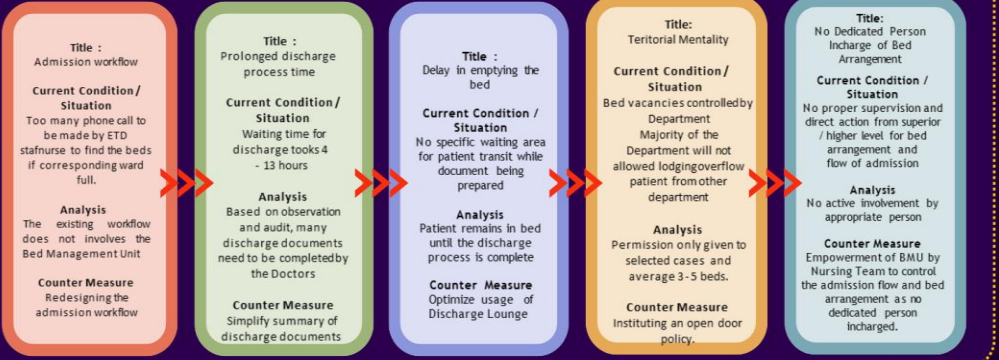 Title :
Admission workflow
Current Condition/
Situation
Too many phone call to
be made by ETD
stafnurse to find the beds
if corresponding ward
full.
Analysis
The existing workflow
does not involves the
Bed Management Unit
Counter Measure
Redesigning the
admission workflow
Title :
Prolonged discharge
process time
Current Condition/
Situation
Waiting time for
discharge tooks 4
- 13 hours
Analysis
Based on observation
and audit, many
discharge documents
need to be completed by
the Doctors
Counter Measure
Simplify summary of
discharge documents
Title :
Delay in emptying the
bed
Current Condition /
Situation
No specific waiting area
for patient transit while
document being
prepared
Analysis
Patient remains in bed
until the discharge
process is complete
Counter Measure
Optimize usage of
Discharge Lounge
Title:
Teritorial Mentality
Current Condition/
Situation
Bed vacancies controlled by
Department
Majority of the
Department will not
allowed lodging overflow
patient from other
department
Analysis
Permission only given to
selected cases and
average 3-5 beds.
Counter Measure
Instituting an open door
policy.
Title:
No Dedicated Person
Incharge of Bed
Arrangement
Current Condition /
Situation
No proper supervision and
direct action from superior
/ higher level for bed
arrangement and
flow of admission
Analysis
No active involvement by
appropriate person
Counter Measure
Empowerment of BMU by
Nursing Team to control
the admission flow and bed
arrangement as no
dedicated person
incharged.